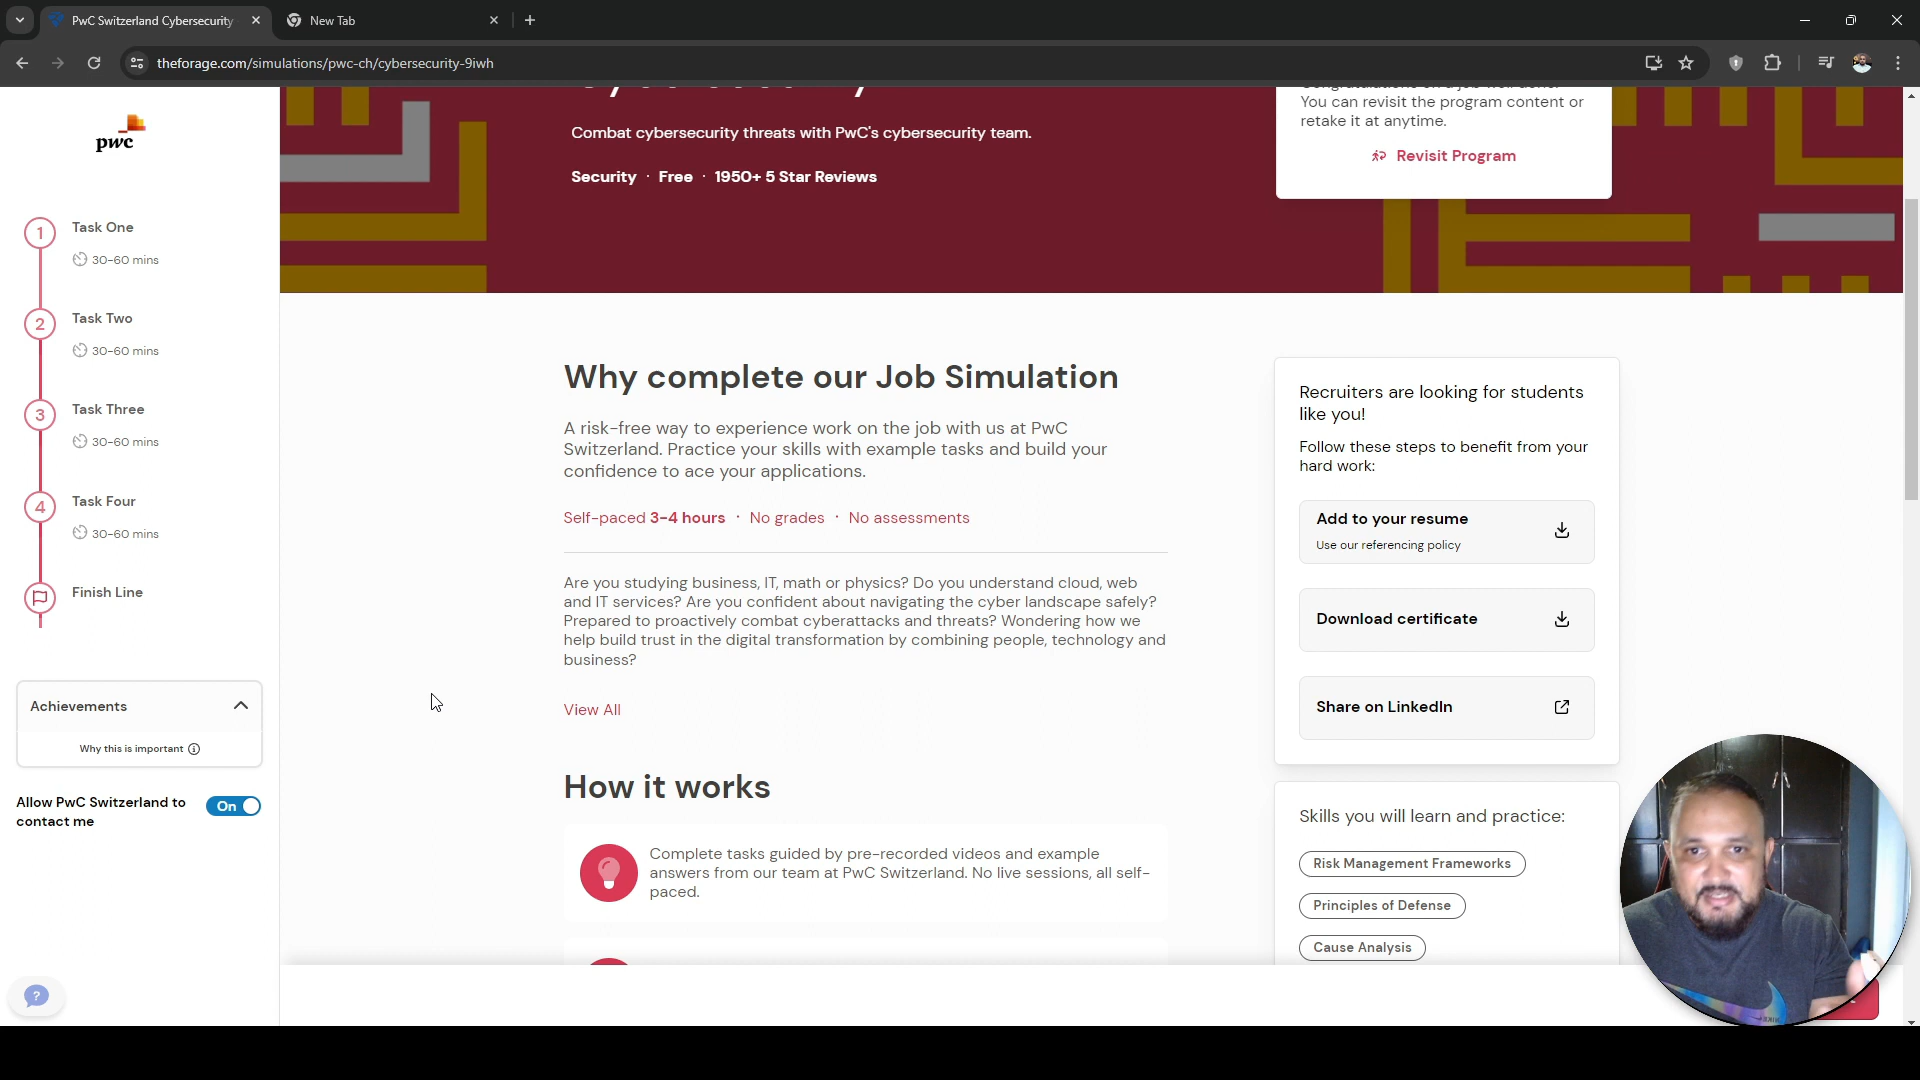 PwC Switzerland Cybersecurity
New Tab
theforage.com/simulations/pwc-ch/cybersecurity-9iwh
pwc
1
Task One
30-60 mins
2
Task Two
30-60 mins
3
Task Three
30-60 mins
4
Task Four
30-60 mins
Finish Line
Achievements
Why this is important
Allow PwC Switzerland to
contact me
On
?
Combat cybersecurity threats with PwC's cybersecurity team.
Security · Free · 1950+ 5 Star Reviews
You can revisit the program content or
retake it at anytime.
Revisit Program
Why complete our Job Simulation
A risk-free way to experience work on the job with us at PwC
Switzerland. Practice your skills with example tasks and build your
confidence to ace your applications.
Self-paced 3-4 hours · No grades · No assessments
Are you studying business, IT, math or physics? Do you understand cloud, web
and IT services? Are you confident about navigating the cyber landscape safely?
Prepared to proactively combat cyberattacks and threats? Wondering how we
help build trust in the digital transformation by combining people, technology and
business?
View All
How it works
Complete tasks guided by pre-recorded videos and example
answers from our team at PwC Switzerland. No live sessions, all self-
paced.
Recruiters are looking for students
like you!
Follow these steps to benefit from your
hard work:
Add to your resume
Use our referencing policy
Download certificate
Share on LinkedIn
Skills you will learn and practice:
Risk Management Frameworks
Principles of Defense
Cause Analysis